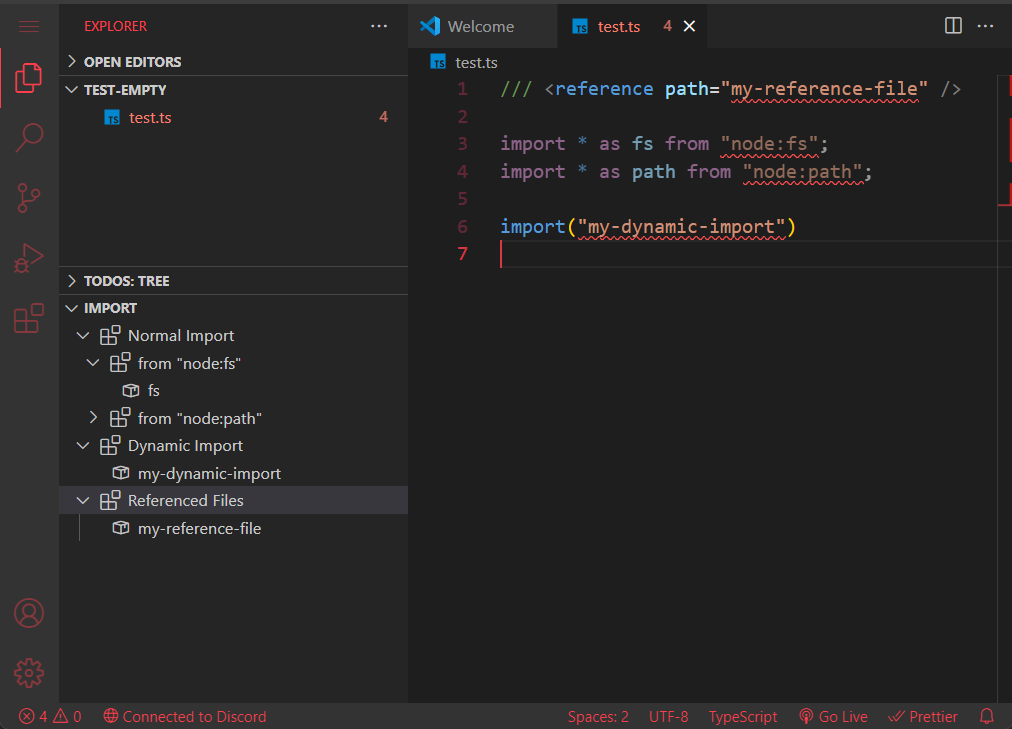 EXPLORER
OPEN EDITORS
TEST-EMPTY
TS test.ts 4
TODOS: TREE
IMPORT
Normal Import
from "node:fs"
fs
from "node:path"
Dynamic Import
my-dynamic-import
Referenced Files
my-reference-file
Welcome
TS test.ts 4
TS test.ts
1 /// <reference path="my-reference-file" />
2
3 import * as fs from "node:fs";
4 import * as path from "node:path";
5
6 import("my-dynamic-import")
7
4 0 Connected to Discord Spaces: 2 UTF-8 TypeScript Go Live Prettier